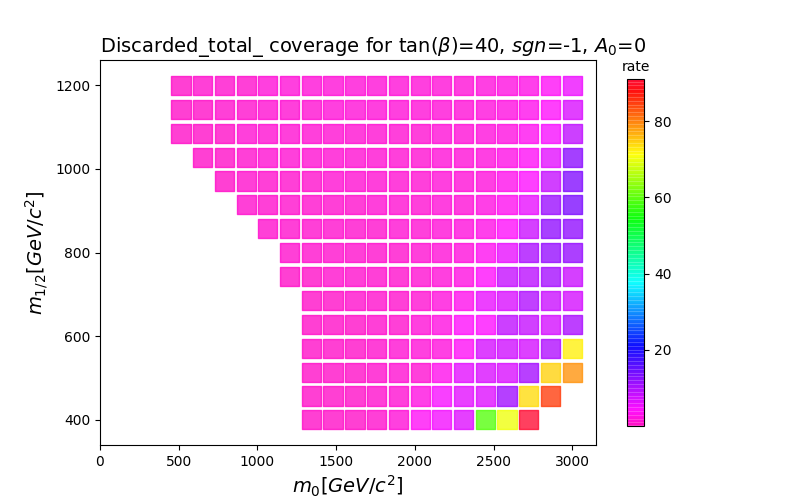 Discarded_total_ coverage for tan(β)=40, sgn=-1, A₀=0
rate
1200
1000
800
600
400
80
60
40
20
m₁/₂[GeV/c²]
0 500 1000 1500 2000 2500 3000
m₀[GeV/c²]